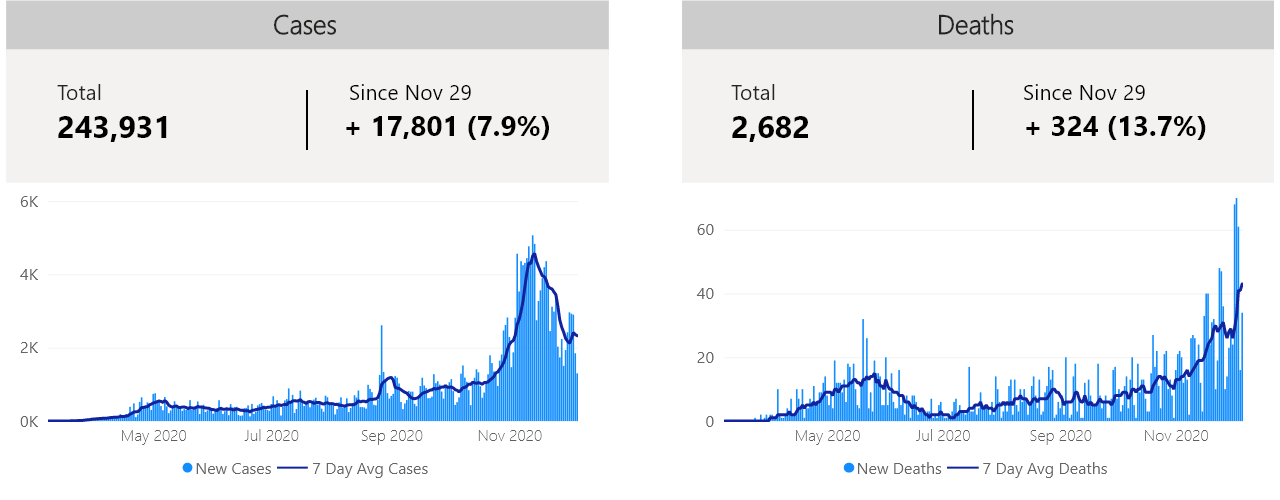 Cases
Total
Since Nov 29
243,931
+ 17,801 (7.9%)
6K
4K
2K
0K
May 2020
Jul 2020
Sep 2020
Nov 2020
New Cases
7 Day Avg Cases
Deaths
Total
Since Nov 29
2,682
+ 324 (13.7%)
60
40
20
0
May 2020
Jul 2020
Sep 2020
Nov 2020
New Deaths
7 Day Avg Deaths